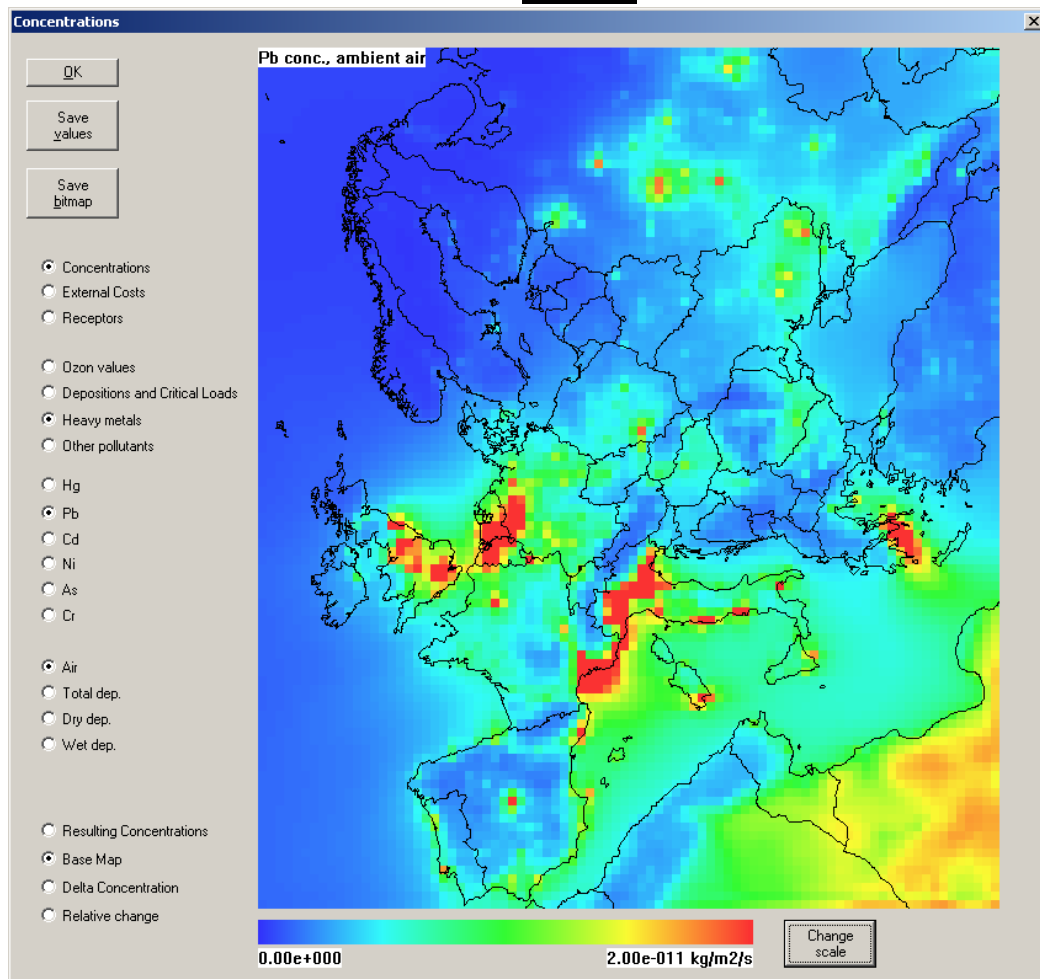 Concentrations
Pb conc., ambient air
OK
Save
values
Save
bitmap
Concentrations
External Costs
Receptors
Ozon values
Depositions and Critical Loads
Heavy metals
Other pollutants
Hg
Pb
Cd
Ni
As
Cr
Air
Total dep.
Dry dep.
Wet dep.
Resulting Concentrations
Base Map
Delta Concentration
Relative change
0.00e+000
2.00e-011 kg/m2/s
Change
scale